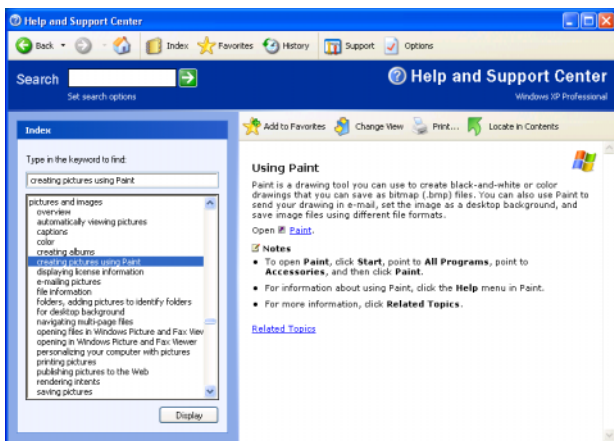 Help and Support Center
Back Index Favorites History Support Options
Search
Set search options
Help and Support Center
Windows XP Professional
Index
Type in the keyword to find:
creating pictures using Paint
pictures and images
overview
automatically viewing pictures
captions
color
creating albums
creating pictures using Paint
displaying license information
e-mailing pictures
file information
folders, adding pictures to identify folders
for desktop background
navigating multi-page files
opening files in Windows Picture and Fax View
opening in Windows Picture and Fax Viewer
personalizing your computer with pictures
printing pictures
publishing pictures to the Web
rendering intents
saving pictures
Display
Add to Favorites Change View Print... Locate in Contents
Using Paint
Paint is a drawing tool you can use to create black-and-white or color
drawings that you can save as bitmap (.bmp) files. You can also use Paint to
send your drawing in e-mail, set the image as a desktop background, and
save image files using different file formats.
Open Paint.
Notes
• To open Paint, click Start, point to All Programs, point to
Accessories, and then click Paint.
• For information about using Paint, click the Help menu in Paint.
• For more information, click Related Topics.
Related Topics